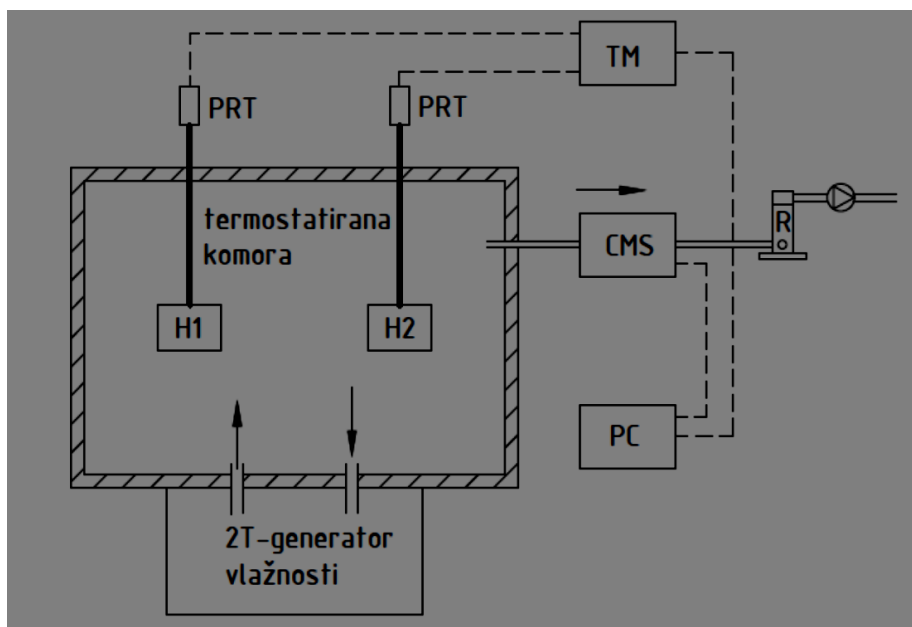 TM
PRT
PRT
termostatirana
komora
R
CMS
H1
H2
PC
2T-generator
vlažnosti